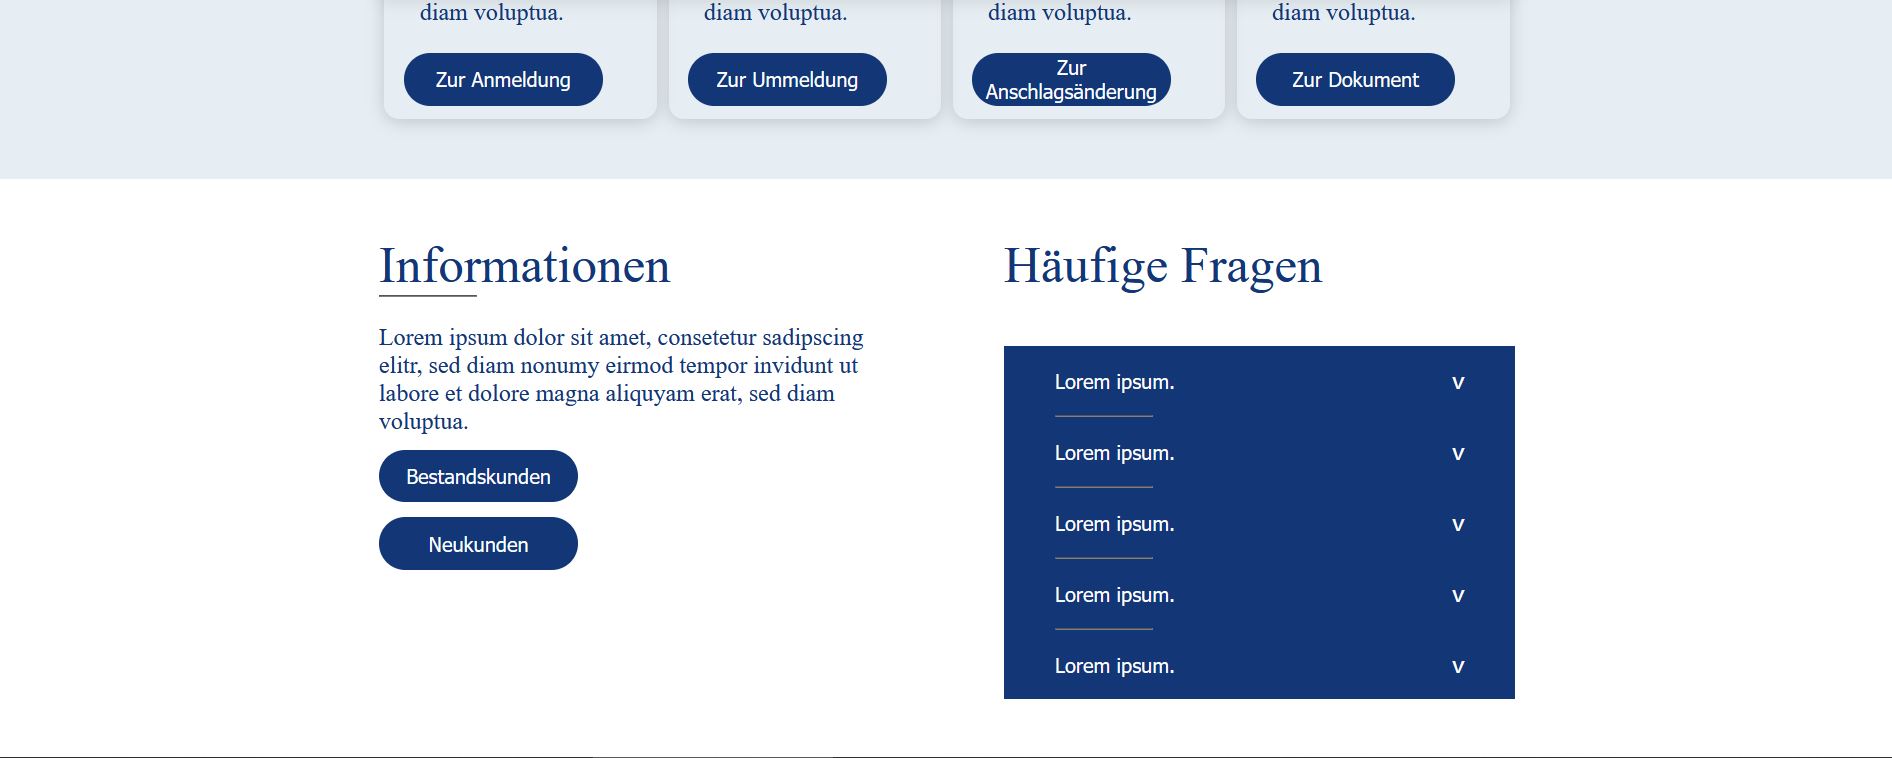 diam voluptua.
diam voluptua.
diam voluptua.
diam voluptua.
Zur Anmeldung
Zur Ummeldung
Zur
Anschlagsänderung
Zur Dokument
Informationen
Lorem ipsum dolor sit amet, consetetur sadipscing
elitr, sed diam nonumy eirmod tempor invidunt ut
labore et dolore magna aliquyam erat, sed diam
voluptua.
Bestandskunden
Neukunden
Häufige Fragen
Lorem ipsum. v
Lorem ipsum. v
Lorem ipsum. v
Lorem ipsum. v
Lorem ipsum. v